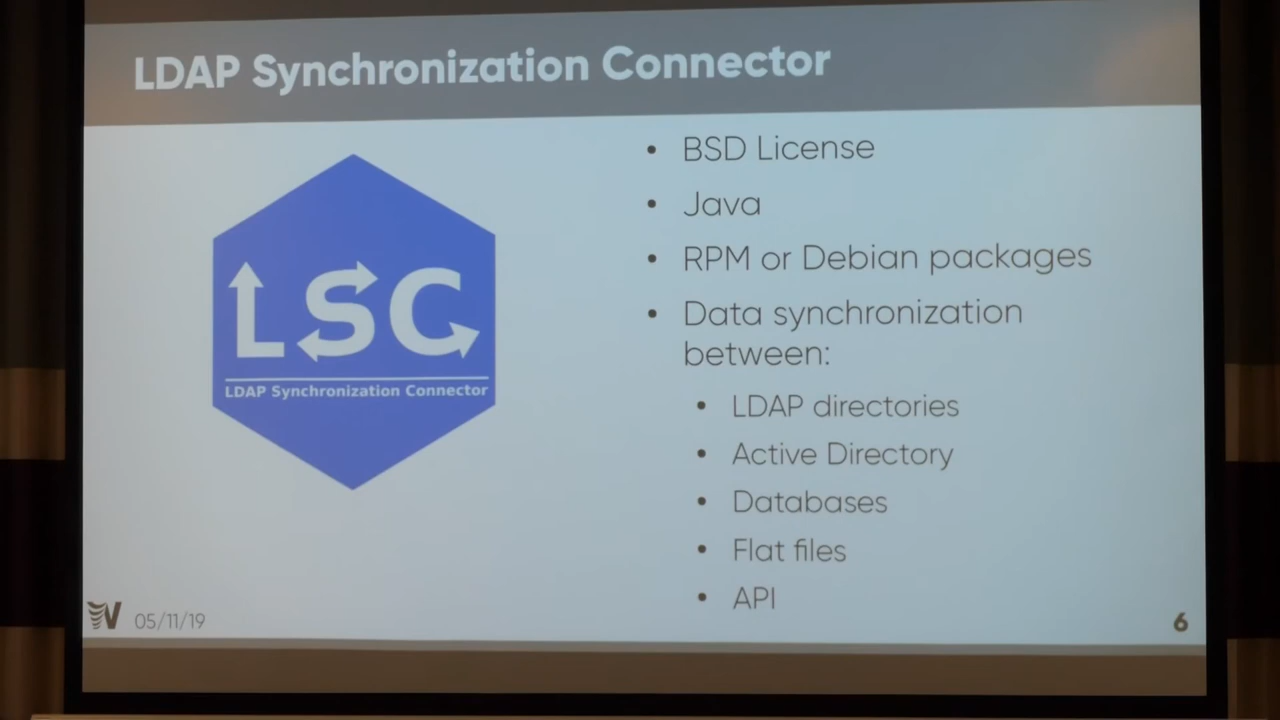 LDAP Synchronization Connector
LSC
LDAP Synchronization Connector
• BSD License
• Java
• RPM or Debian packages
• Data synchronization
between:
• LDAP directories
• Active Directory
• Databases
• Flat files
• API
05/11/19
6